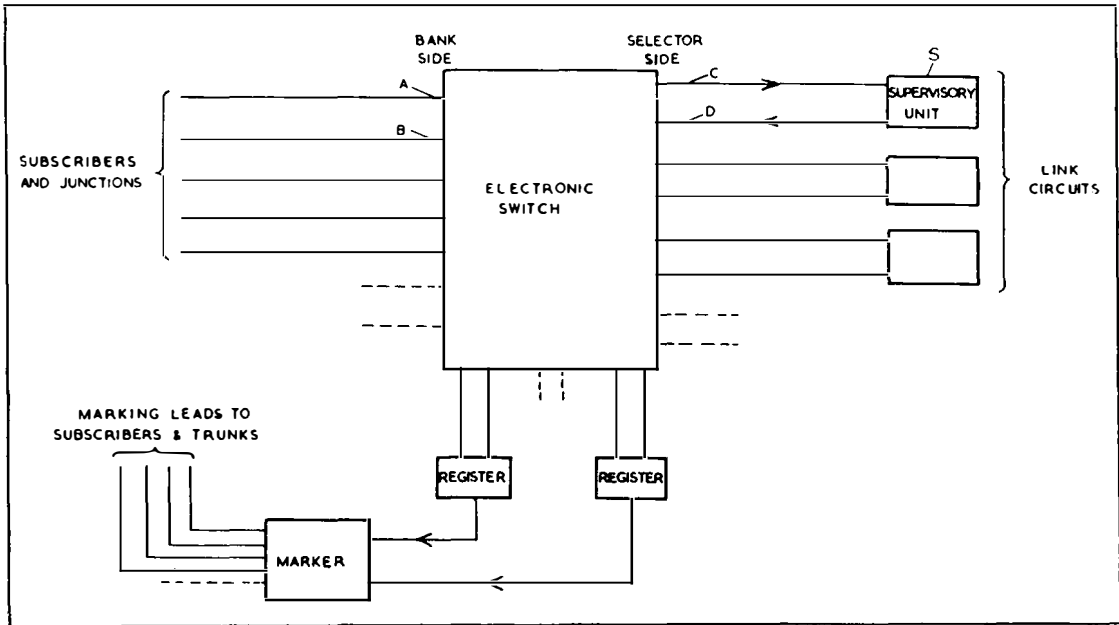 BANK
SIDE
SELECTOR
SIDE
A
B
C
D
S
SUPERVISORY
UNIT
SUBSCRIBERS
AND JUNCTIONS
ELECTRONIC
SWITCH
LINK
CIRCUITS
MARKING LEADS TO
SUBSCRIBERS & TRUNKS
REGISTER
REGISTER
MARKER